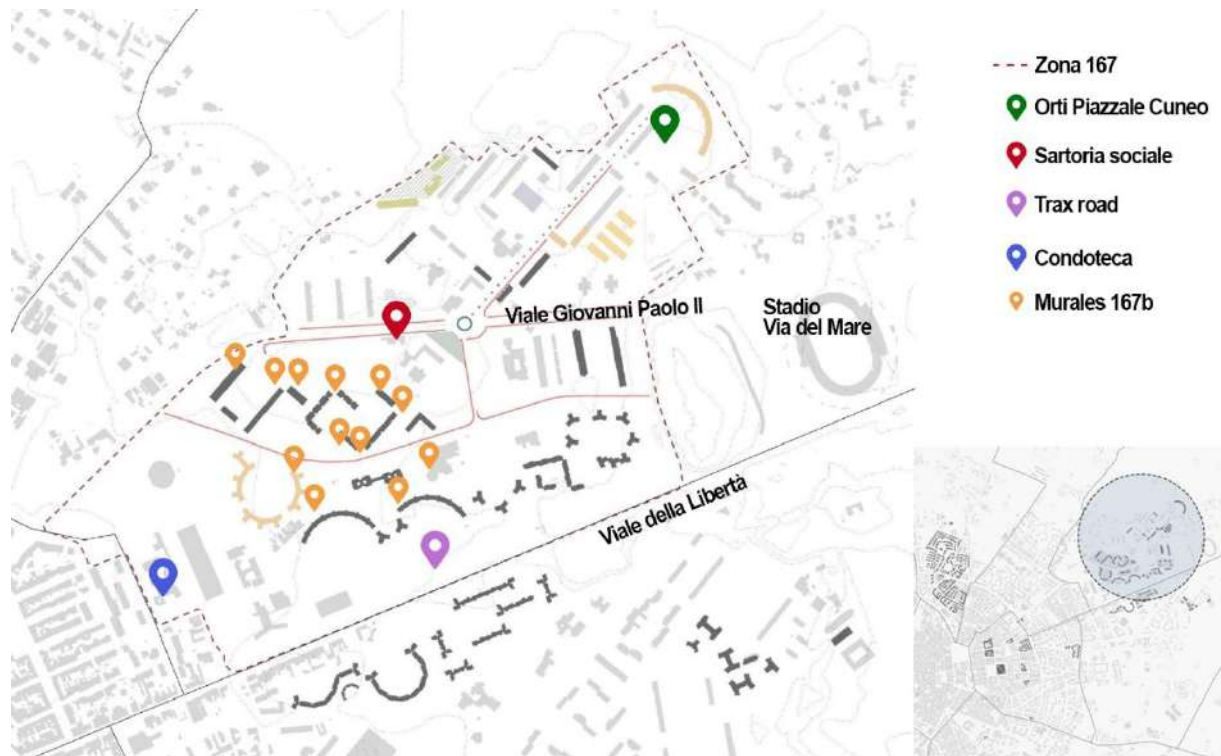 Zona 167
Orti Piazzale Cuneo
Sartoria sociale
Trax road
Condoteca
Murales 167b
Viale Giovanni Paolo II
Stadio
Via del Mare
Viale della Libertà